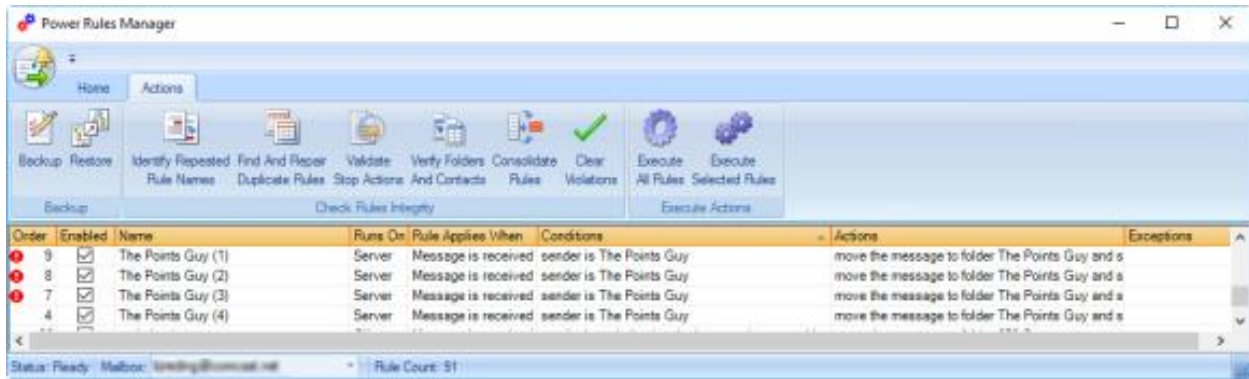 Power Rules Manager
Home Actions
Backup Restore Identify Repeated Rule Names Find And Repair Duplicate Rules Validate Stop Actions Verify Folders And Contacts Consolidate Rules Clear Violations Execute All Rules Execute Selected Rules
Backup Check Rules Integrity Execute Actions
Order Enabled Name Runs On Rule Applies When Conditions Actions Exceptions
9 The Points Guy (1) Server Message is received sender is The Points Guy move the message to folder The Points Guy and s
8 The Points Guy (2) Server Message is received sender is The Points Guy move the message to folder The Points Guy and s
7 The Points Guy (3) Server Message is received sender is The Points Guy move the message to folder The Points Guy and s
4 The Points Guy (4) Server Message is received sender is The Points Guy move the message to folder The Points Guy and s
Status: Ready Mailbox: Rule Count: 51